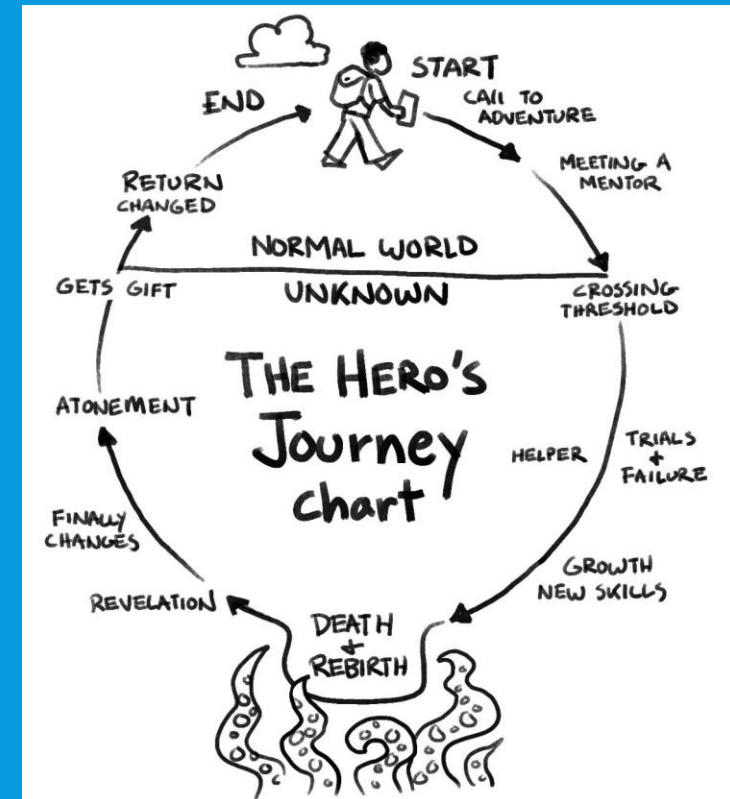 START
CALL TO
ADVENTURE
MEETING A
MENTOR
CROSSING
THRESHOLD
HELPER
TRIALS
+
FAILURE
GROWTH
NEW SKILLS
DEATH
+
REBIRTH
REVELATION
FINALLY
CHANGES
ATONEMENT
GETS GIFT
RETURN
CHANGED
END
NORMAL WORLD
UNKNOWN
THE HERO'S
Journey
chart